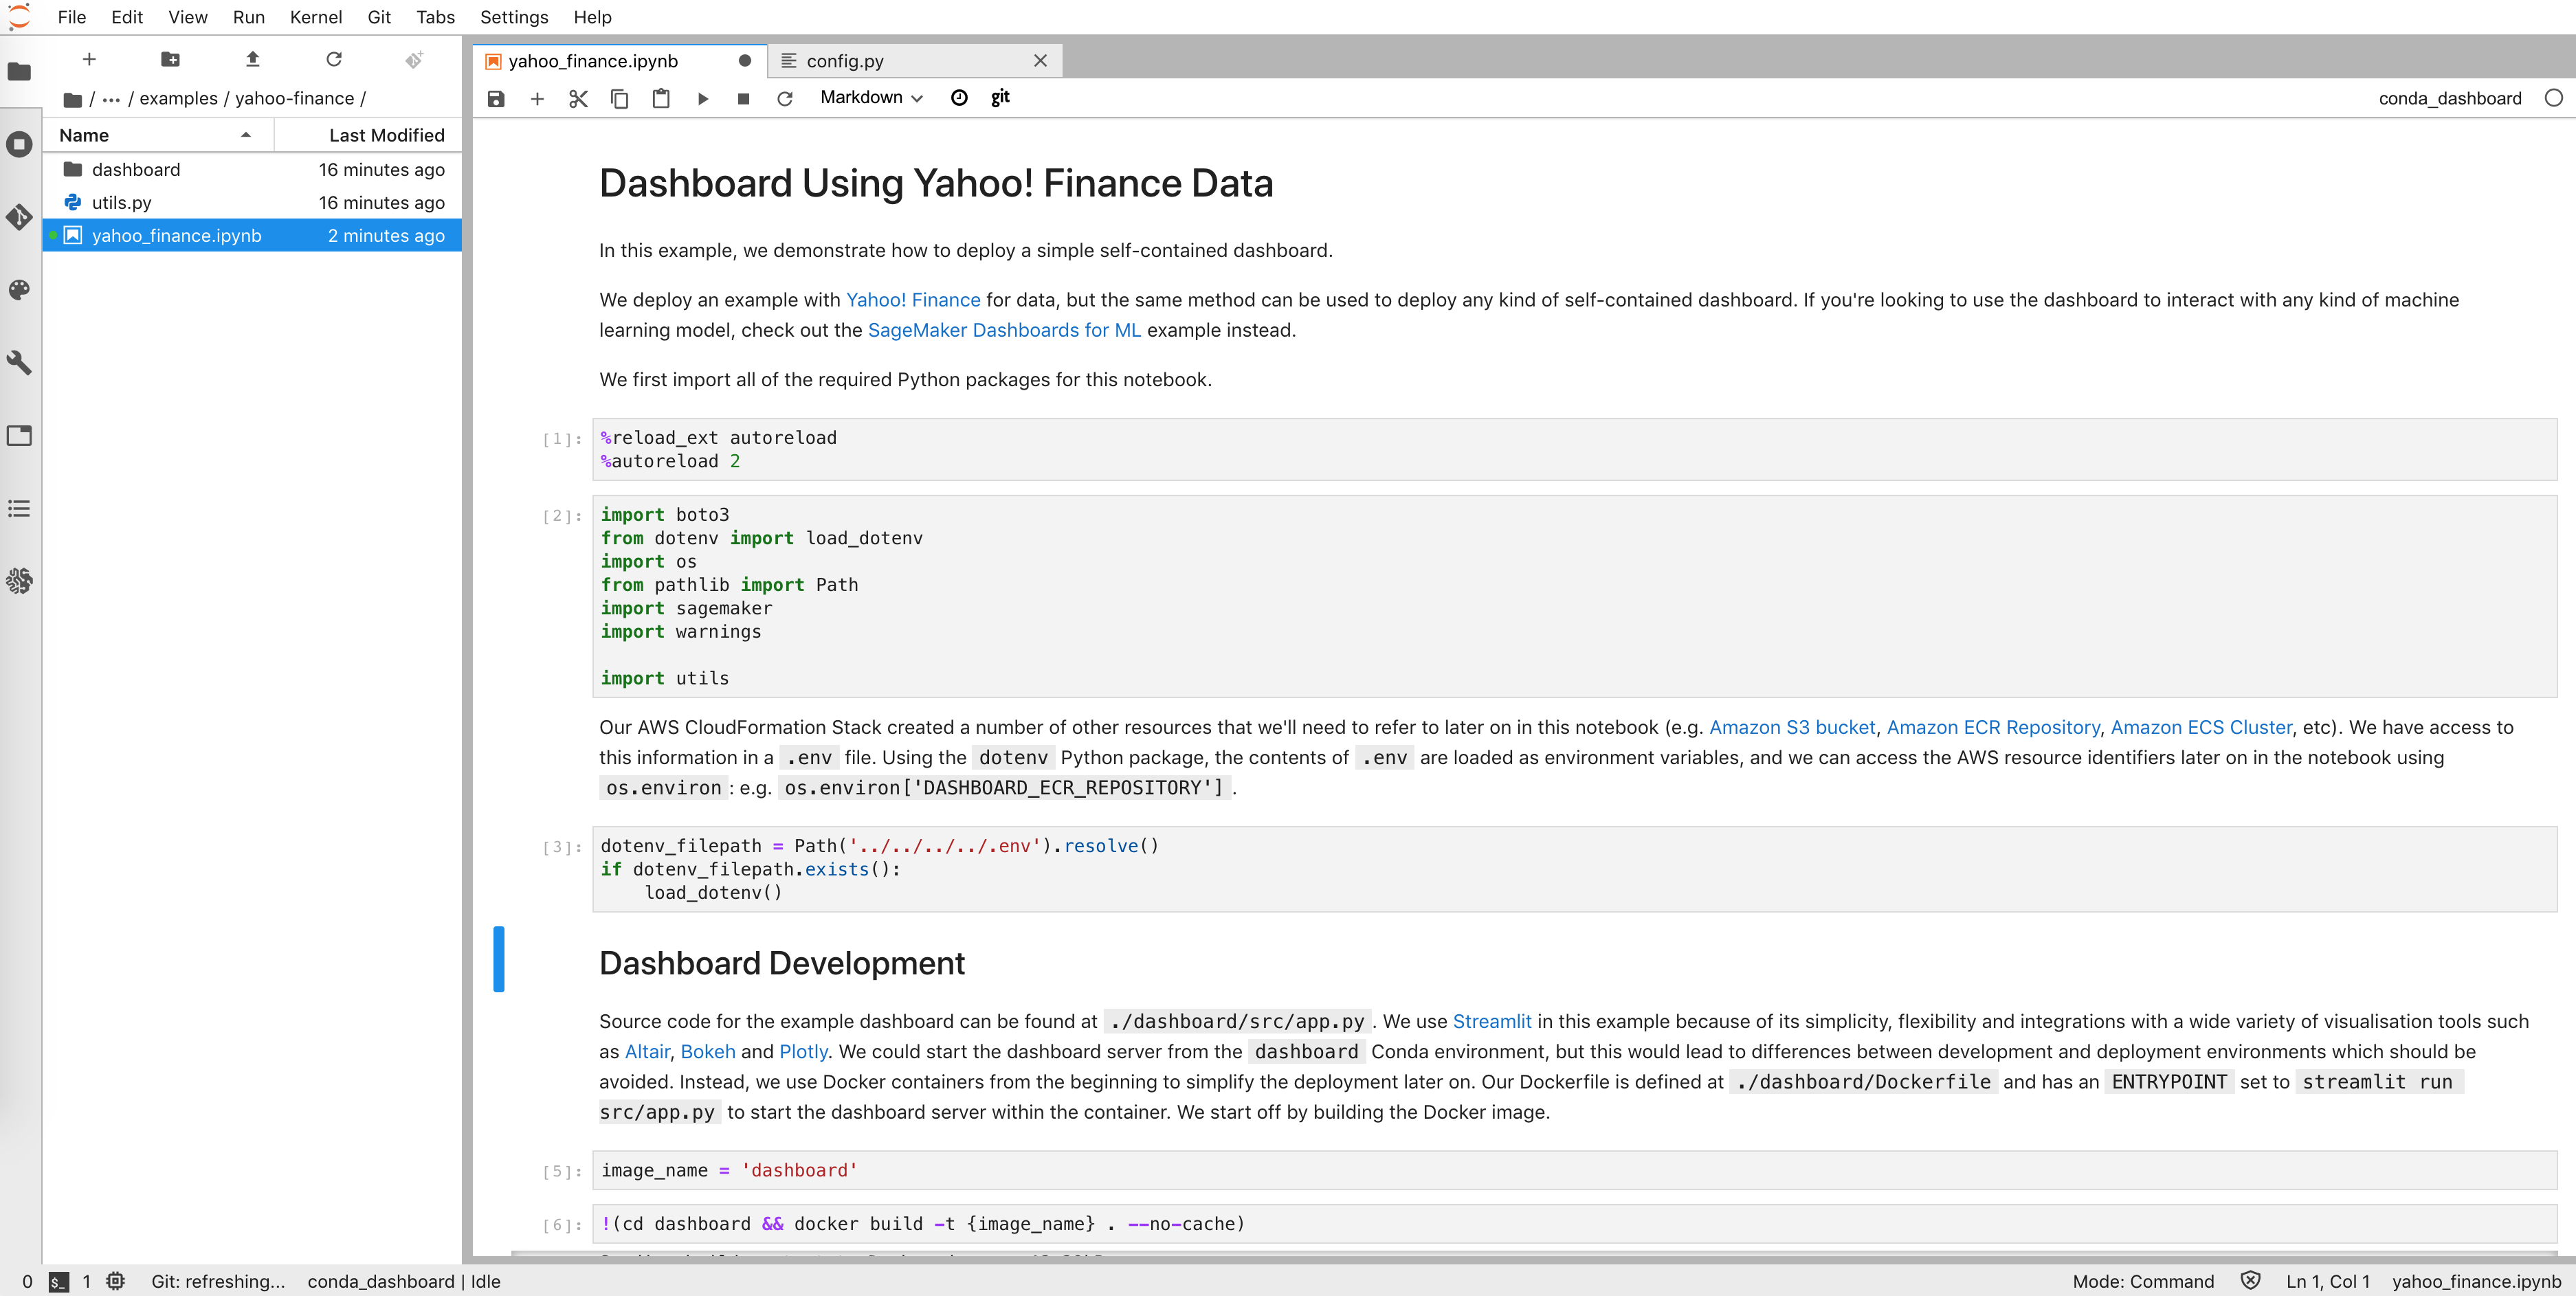 File Edit View Run Kernel Git Tabs Settings Help
yahoo_finance.ipynb config.py
/ ··· / examples / yahoo-finance /
Markdown git conda_dashboard
Name Last Modified
dashboard 16 minutes ago
utils.py 16 minutes ago
yahoo_finance.ipynb 2 minutes ago
Dashboard Using Yahoo! Finance Data
In this example, we demonstrate how to deploy a simple self-contained dashboard.
We deploy an example with Yahoo! Finance for data, but the same method can be used to deploy any kind of self-contained dashboard. If you're looking to use the dashboard to interact with any kind of machine
learning model, check out the SageMaker Dashboards for ML example instead.
We first import all of the required Python packages for this notebook.
[1]: %reload_ext autoreload
%autoreload 2
[2]: import boto3
from dotenv import load_dotenv
import os
from pathlib import Path
import sagemaker
import warnings
import utils
Our AWS CloudFormation Stack created a number of other resources that we'll need to refer to later on in this notebook (e.g. Amazon S3 bucket, Amazon ECR Repository, Amazon ECS Cluster, etc). We have access to
this information in a .env file. Using the dotenv Python package, the contents of .env are loaded as environment variables, and we can access the AWS resource identifiers later on in the notebook using
os.environ : e.g. os.environ['DASHBOARD_ECR_REPOSITORY'] .
[3]: dotenv_filepath = Path('../../../../.env').resolve()
if dotenv_filepath.exists():
    load_dotenv()
Dashboard Development
Source code for the example dashboard can be found at ./dashboard/src/app.py . We use Streamlit in this example because of its simplicity, flexibility and integrations with a wide variety of visualisation tools such
as Altair, Bokeh and Plotly. We could start the dashboard server from the dashboard Conda environment, but this would lead to differences between development and deployment environments which should be
avoided. Instead, we use Docker containers from the beginning to simplify the deployment later on. Our Dockerfile is defined at ./dashboard/Dockerfile and has an ENTRYPOINT set to streamlit run
src/app.py to start the dashboard server within the container. We start off by building the Docker image.
[5]: image_name = 'dashboard'
[6]: !(cd dashboard && docker build -t {image_name} . --no-cache)
0 $_ 1 Git: refreshing... conda_dashboard | Idle Mode: Command Ln 1, Col 1 yahoo_finance.ipynb